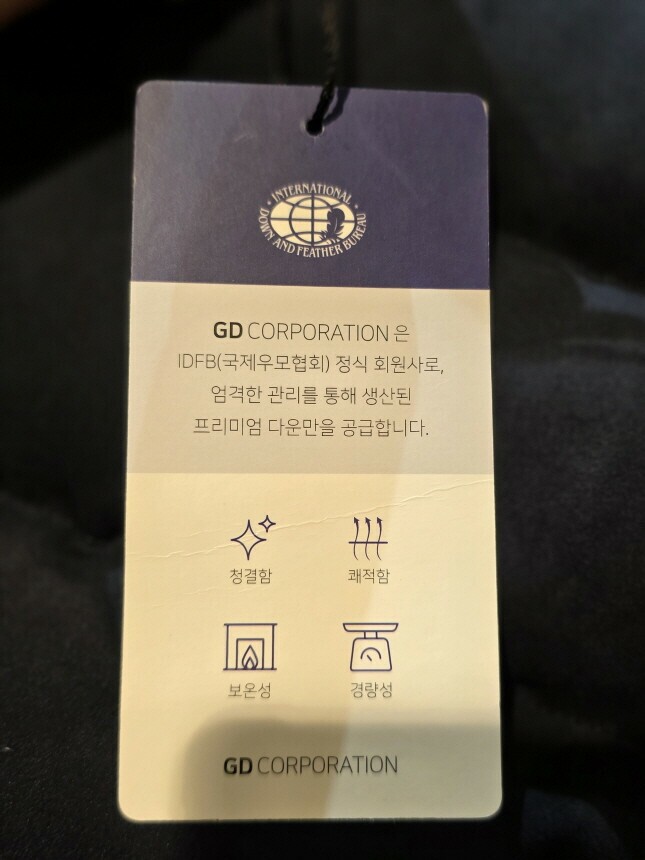 INTERNATIONAL
DOWN AND FEATHER BUREAU
GD CORPORATION 은
IDFB(국제우모협회) 정식 회원사로,
엄격한 관리를 통해 생산된
프리미엄 다운만을 공급합니다.
청결함 쾌적함
보온성 경량성
GD CORPORATION